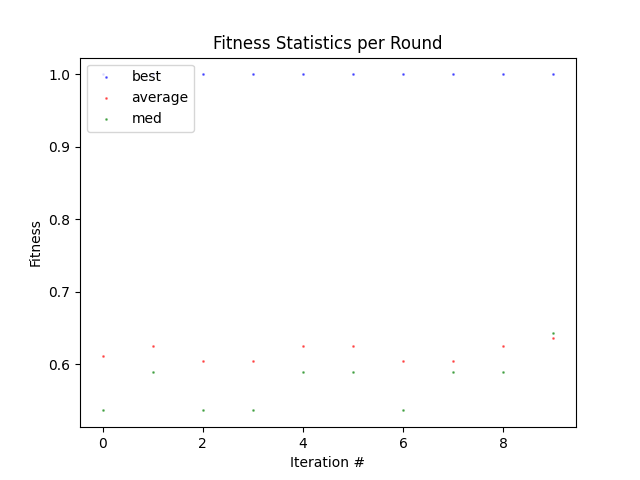 Fitness Statistics per Round
1.0
0.9
0.8
0.7
0.6
Fitness
best
average
med
0 2 4 6 8
Iteration #